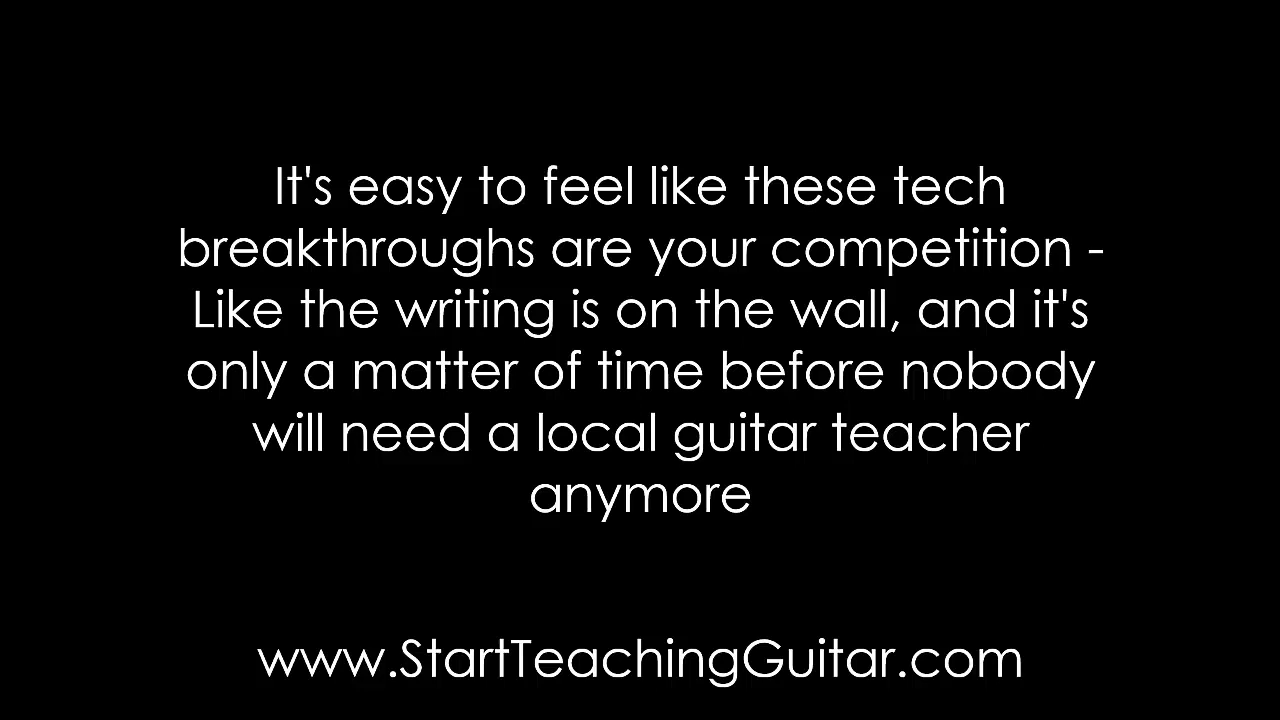 It's easy to feel like these tech
breakthroughs are your competition -
Like the writing is on the wall, and it's
only a matter of time before nobody
will need a local guitar teacher
anymore
www.StartTeachingGuitar.com